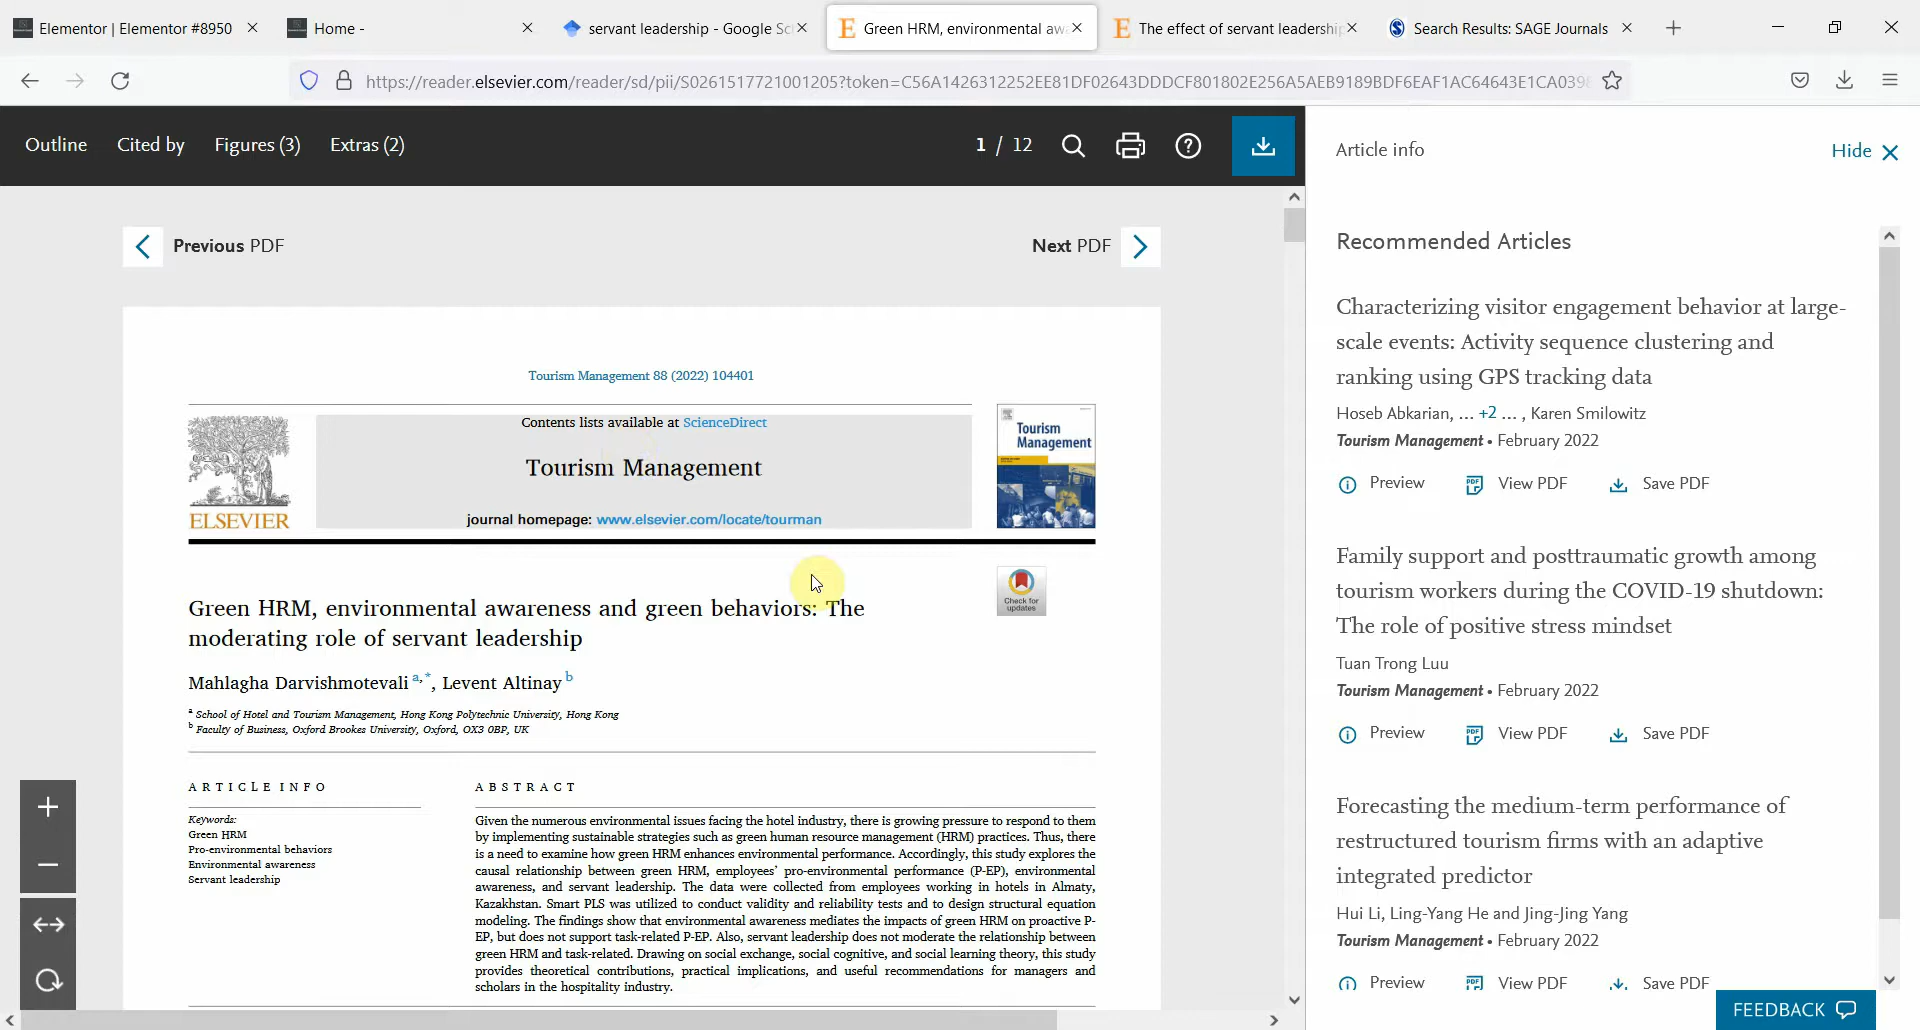 Elementor | Elementor #8950
Home -
servant leadership - Google Sc
Green HRM, environmental aw
The effect of servant leadership
Search Results: SAGE Journals
https://reader.elsevier.com/reader/sd/pii/S0261517721001205?token=C56A1426312252EE81DF02643DDDCF801802E256A5AEB9189BDF6EAF1AC64643E1CA0398
Outline
Cited by
Figures (3)
Extras (2)
1 / 12
Article info
Hide
Previous PDF
Next PDF
Tourism Management 88 (2022) 104401
Contents lists available at ScienceDirect
Tourism Management
journal homepage: www.elsevier.com/locate/tourman
ELSEVIER
Tourism
Management
Check for
updates
Green HRM, environmental awareness and green behaviors: The
moderating role of servant leadership
Mahlagha Darvishmotevali a,*, Levent Altinay b
a School of Hotel and Tourism Management, Hong Kong Polytechnic University, Hong Kong
b Faculty of Business, Oxford Brookes University, Oxford, OX3 0BP, UK
ARTICLE INFO
Keywords:
Green HRM
Pro-environmental behaviors
Environmental awareness
Servant leadership
ABSTRACT
Given the numerous environmental issues facing the hotel industry, there is growing pressure to respond to them
by implementing sustainable strategies such as green human resource management (HRM) practices. Thus, there
is a need to examine how green HRM enhances environmental performance. Accordingly, this study explores the
causal relationship between green HRM, employees' pro-environmental performance (P-EP), environmental
awareness, and servant leadership. The data were collected from employees working in hotels in Almaty,
Kazakhstan. Smart PLS was utilized to conduct validity and reliability tests and to design structural equation
modeling. The findings show that environmental awareness mediates the impacts of green HRM on proactive P-
EP, but does not support task-related P-EP. Also, servant leadership does not moderate the relationship between
green HRM and task-related. Drawing on social exchange, social cognitive, and social learning theory, this study
provides theoretical contributions, practical implications, and useful recommendations for managers and
scholars in the hospitality industry.
Recommended Articles
Characterizing visitor engagement behavior at large-
scale events: Activity sequence clustering and
ranking using GPS tracking data
Hoseb Abkarian, ... +2 ... , Karen Smilowitz
Tourism Management • February 2022
Preview
View PDF
Save PDF
Family support and posttraumatic growth among
tourism workers during the COVID-19 shutdown:
The role of positive stress mindset
Tuan Trong Luu
Tourism Management • February 2022
Preview
View PDF
Save PDF
Forecasting the medium-term performance of
restructured tourism firms with an adaptive
integrated predictor
Hui Li, Ling-Yang He and Jing-Jing Yang
Tourism Management • February 2022
Preview
View PDF
Save PDF
FEEDBACK